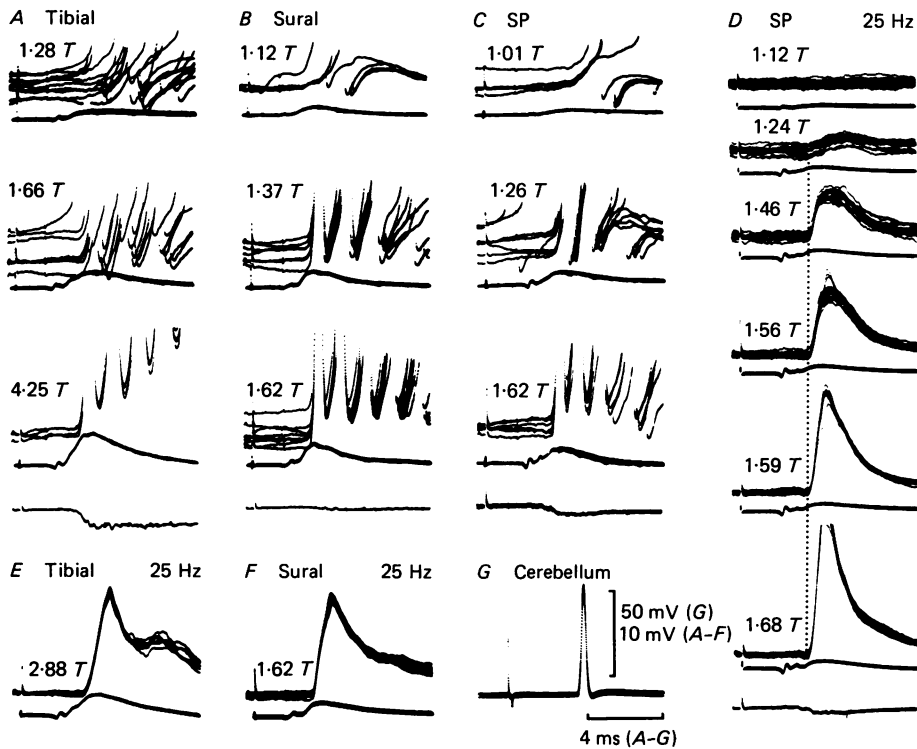 A Tibial
1·28 T
1·66 T
4·25 T
B Sural
1·12 T
1·37 T
1·62 T
C SP
1·01 T
1·26 T
1·62 T
D SP 25 Hz
1·12 T
1·24 T
1·46 T
1·56 T
1·59 T
1·68 T
E Tibial 25 Hz
2·88 T
F Sural 25 Hz
1·62 T
G Cerebellum
50 mV (G)
10 mV (A–F)
4 ms (A–G)